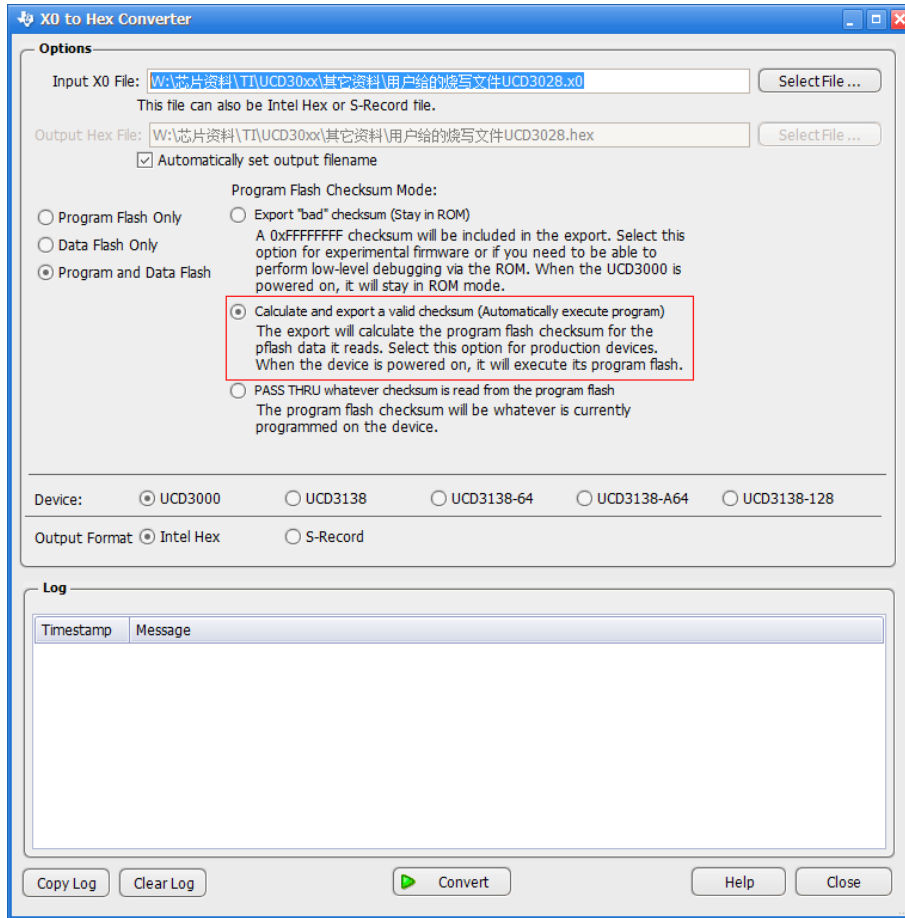 X0 to Hex Converter
Options
Input X0 File: W:\芯片资料\TI\UCD30xx\其它资料\用户给的烧写文件UCD3028.x0 Select File ...
This file can also be Intel Hex or S-Record file.
Output Hex File: W:\芯片资料\TI\UCD30xx\其它资料\用户给的烧写文件UCD3028.hex Select File ...
Automatically set output filename
Program Flash Checksum Mode:
Program Flash Only
Data Flash Only
Program and Data Flash
Export "bad" checksum (Stay in ROM)
A 0xFFFFFFFF checksum will be included in the export. Select this
option for experimental firmware or if you need to be able to
perform low-level debugging via the ROM. When the UCD3000 is
powered on, it will stay in ROM mode.
Calculate and export a valid checksum (Automatically execute program)
The export will calculate the program flash checksum for the
pflash data it reads. Select this option for production devices.
When the device is powered on, it will execute its program flash.
PASS THRU whatever checksum is read from the program flash
The program flash checksum will be whatever is currently
programmed on the device.
Device: UCD3000 UCD3138 UCD3138-64 UCD3138-A64 UCD3138-128
Output Format Intel Hex S-Record
Log
Timestamp Message
Copy Log Clear Log Convert Help Close